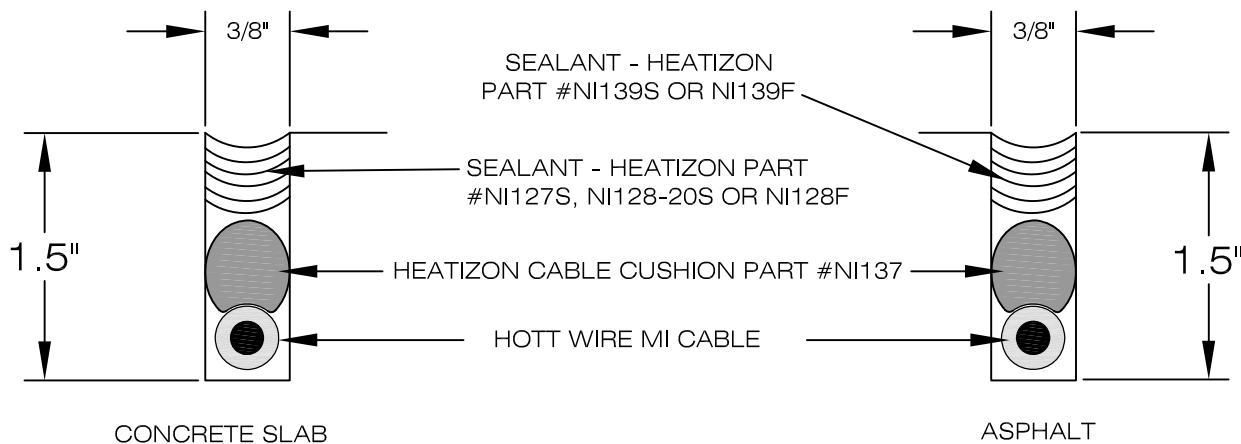 3/8"
3/8"
SEALANT - HEATIZON
PART #NI139S OR NI139F
SEALANT - HEATIZON PART
#NI127S, NI128-20S OR NI128F
1.5"
HEATIZON CABLE CUSHION PART #NI137
1.5"
HOTT WIRE MI CABLE
CONCRETE SLAB
ASPHALT